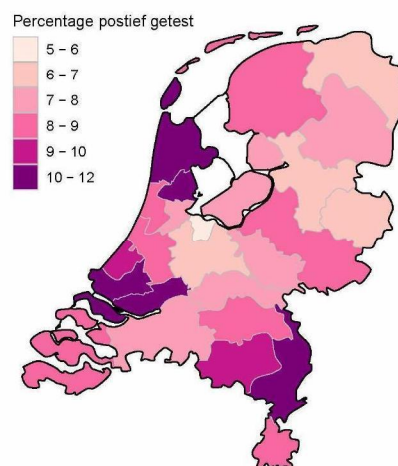 Percentage postief getest
5 – 6
6 – 7
7 – 8
8 – 9
9 – 10
10 – 12